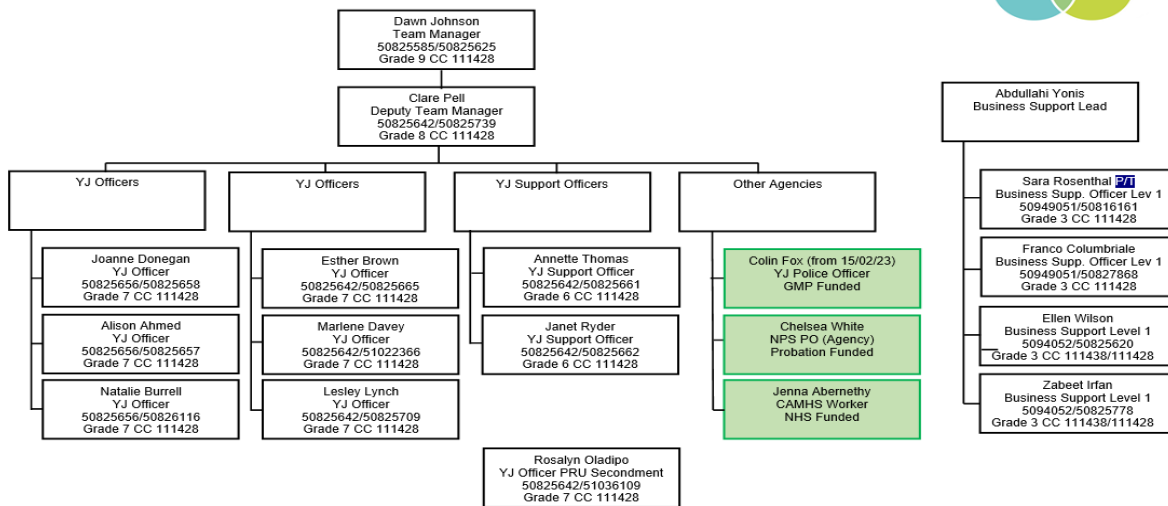 Dawn Johnson
Team Manager
50825585/50825625
Grade 9 CC 111428
Clare Pell
Deputy Team Manager
50825642/50825739
Grade 8 CC 111428
YJ Officers
Joanne Donegan
YJ Officer
50825656/50825658
Grade 7 CC 111428
Alison Ahmed
YJ Officer
50825656/50825657
Grade 7 CC 111428
Natalie Burrell
YJ Officer
50825656/50826116
Grade 7 CC 111428
YJ Officers
Esther Brown
YJ Officer
50825642/50825665
Grade 7 CC 111428
Marlene Davey
YJ Officer
50825642/51022366
Grade 7 CC 111428
Lesley Lynch
YJ Officer
50825642/50825709
Grade 7 CC 111428
YJ Support Officers
Annette Thomas
YJ Support Officer
50825642/50825661
Grade 6 CC 111428
Janet Ryder
YJ Support Officer
50825642/50825662
Grade 6 CC 111428
Rosalyn Oladipo
YJ Officer PRU Secondment
50825642/51036109
Grade 7 CC 111428
Other Agencies
Colin Fox (from 15/02/23)
YJ Police Officer
GMP Funded
Chelsea White
NPS PO (Agency)
Probation Funded
Jenna Abernethy
CAMHS Worker
NHS Funded
Abdullahi Yonis
Business Support Lead
Sara Rosenthal P/T
Business Supp. Officer Lev 1
50949051/50816161
Grade 3 CC 111428
Franco Columbriale
Business Supp. Officer Lev 1
50949051/50827868
Grade 3 CC 111428
Ellen Wilson
Business Support Level 1
5094052/50825620
Grade 3 CC 111438/111428
Zabeet Irfan
Business Support Level 1
5094052/50825778
Grade 3 CC 111438/111428